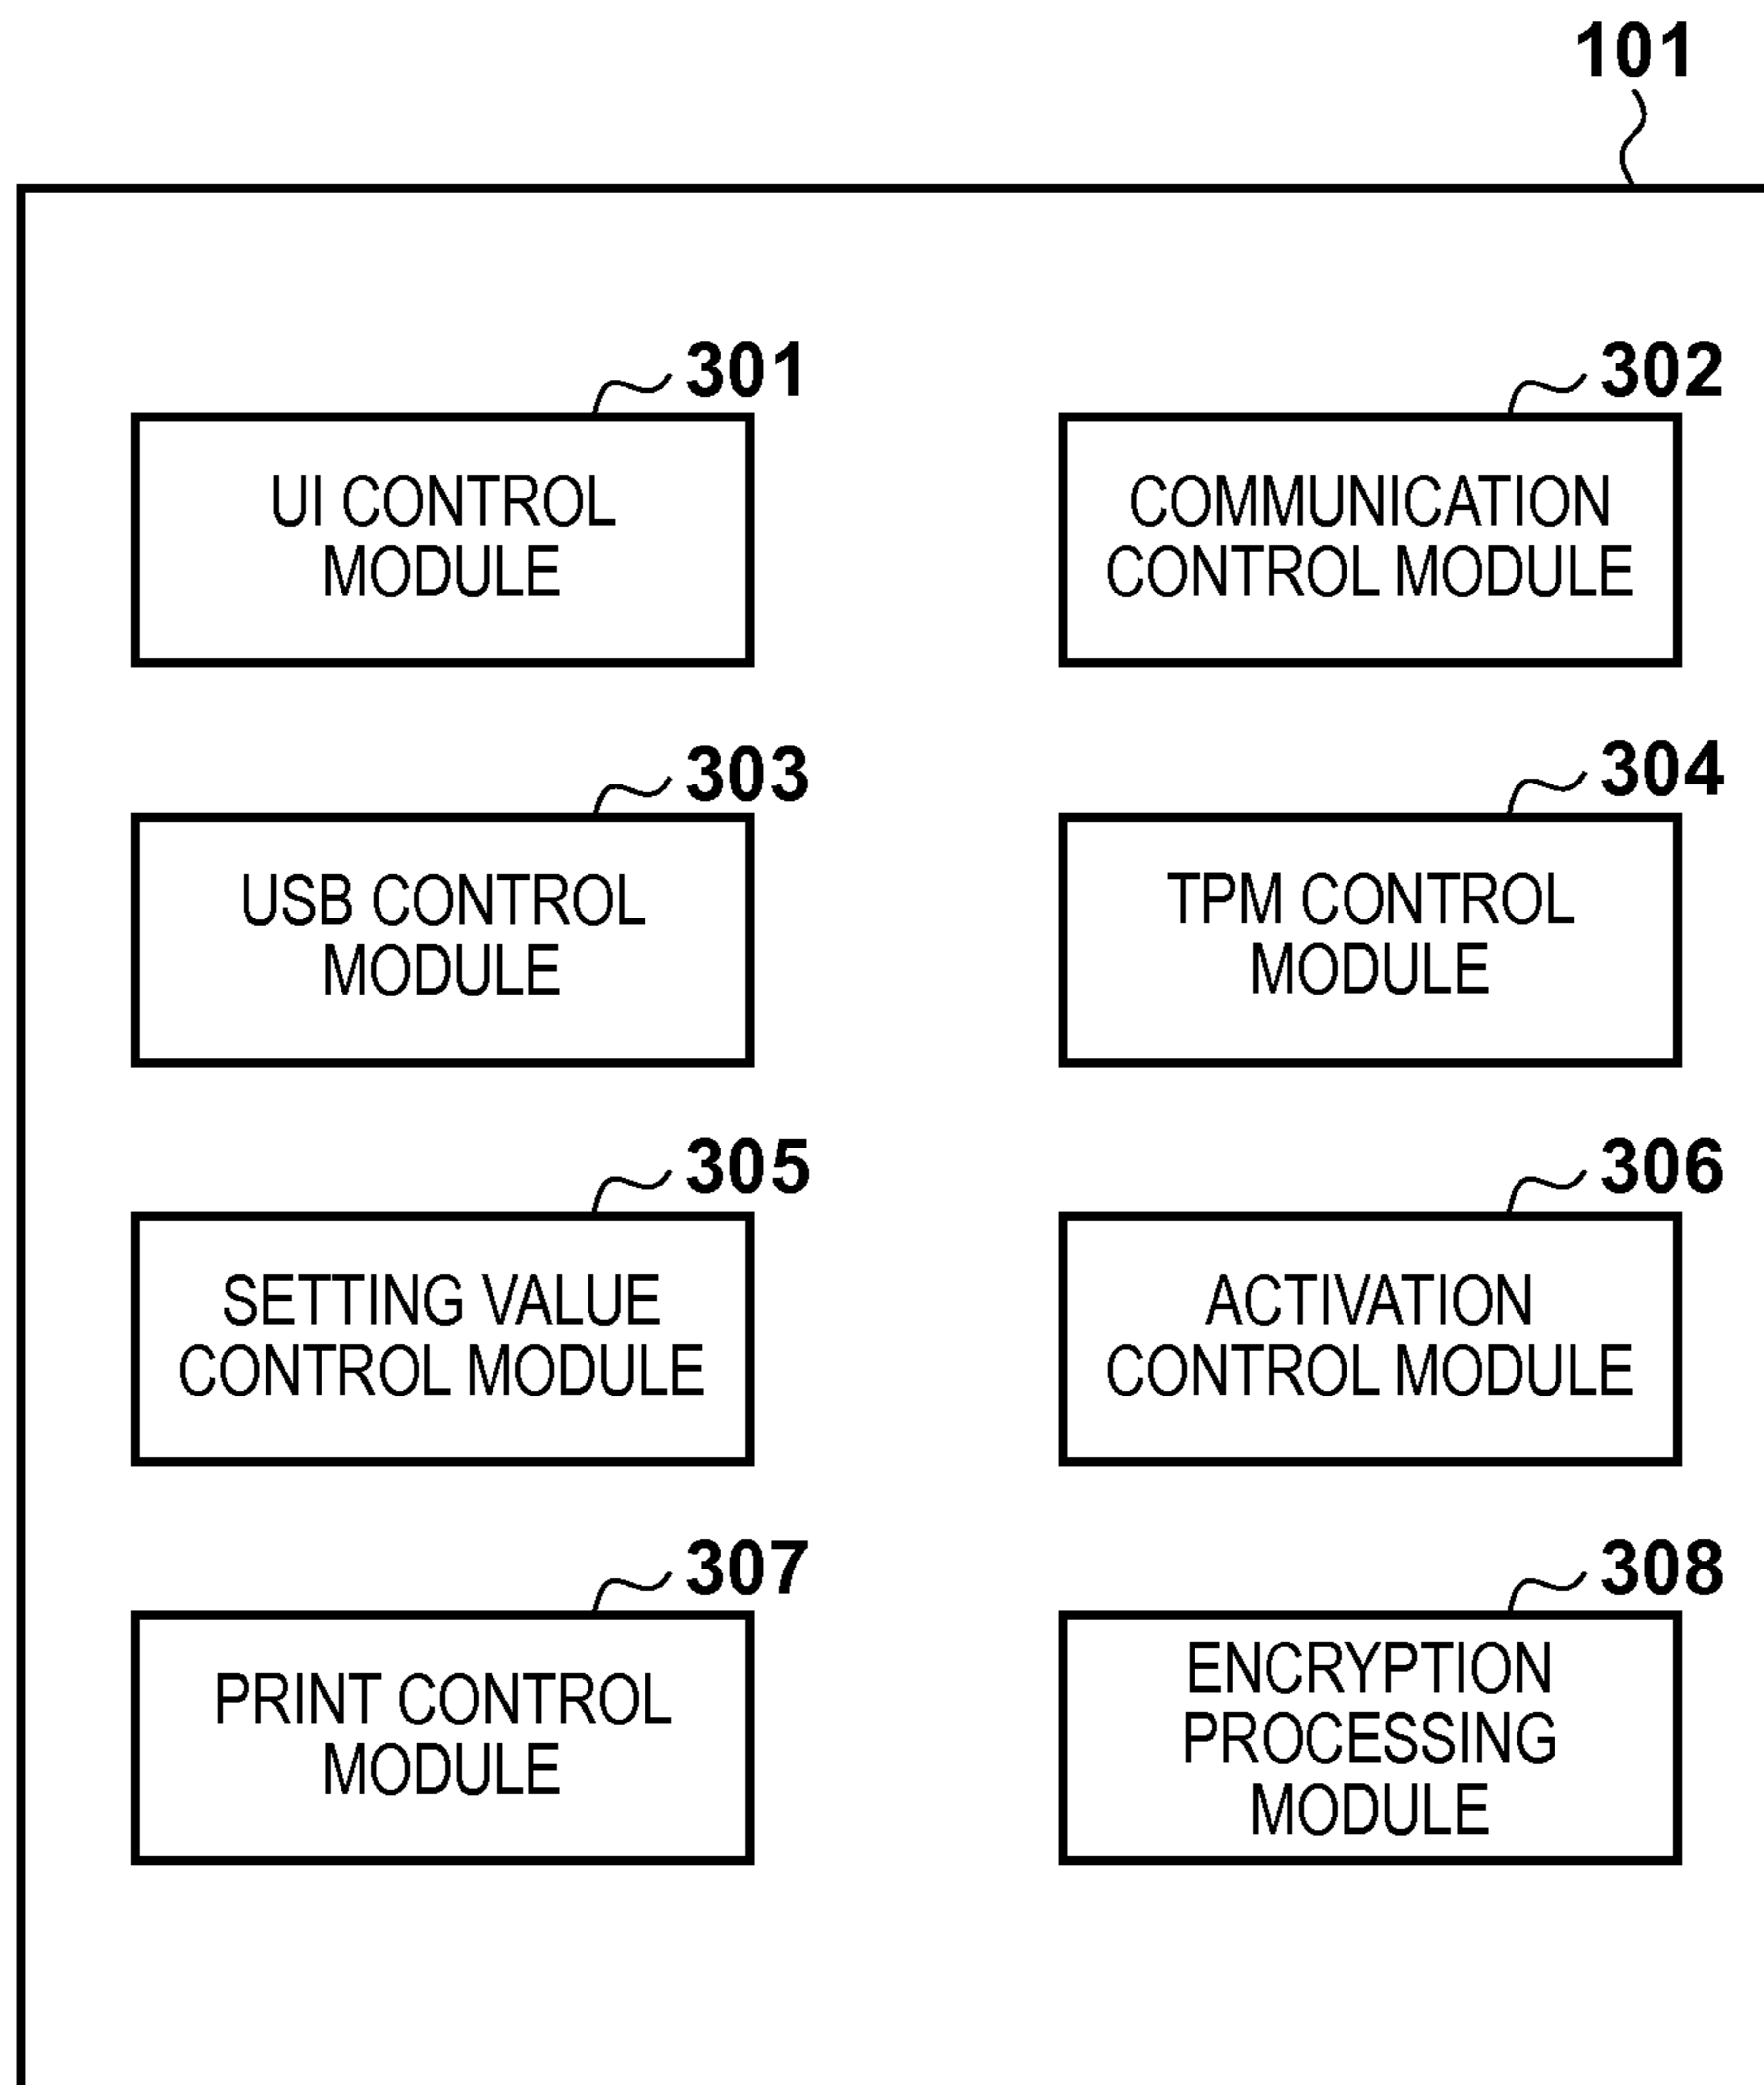 101
301
UI CONTROL
MODULE
302
COMMUNICATION
CONTROL MODULE
303
USB CONTROL
MODULE
304
TPM CONTROL
MODULE
305
SETTING VALUE
CONTROL MODULE
306
ACTIVATION
CONTROL MODULE
307
PRINT CONTROL
MODULE
308
ENCRYPTION
PROCESSING
MODULE